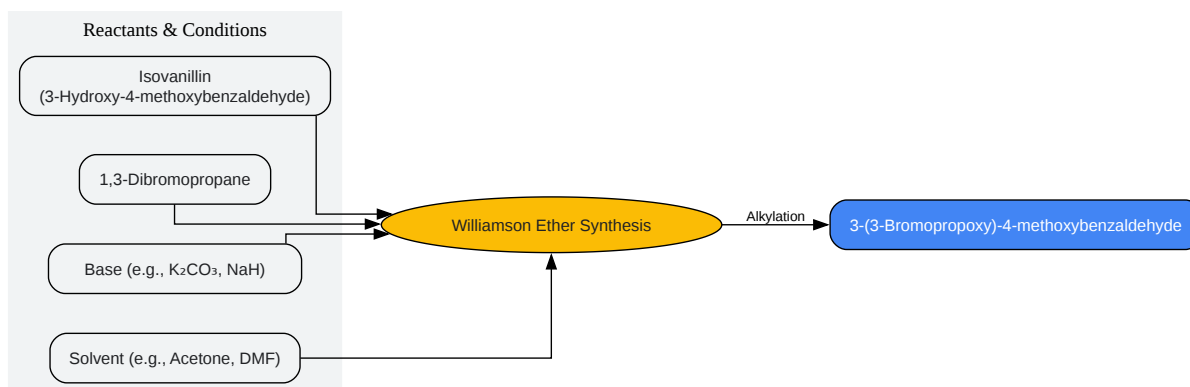 Reactants & Conditions
Isovanillin
(3-Hydroxy-4-methoxybenzaldehyde)
1,3-Dibromopropane
Base (e.g., K₂CO₃, NaH)
Solvent (e.g., Acetone, DMF)
Williamson Ether Synthesis
Alkylation
3-(3-Bromopropoxy)-4-methoxybenzaldehyde